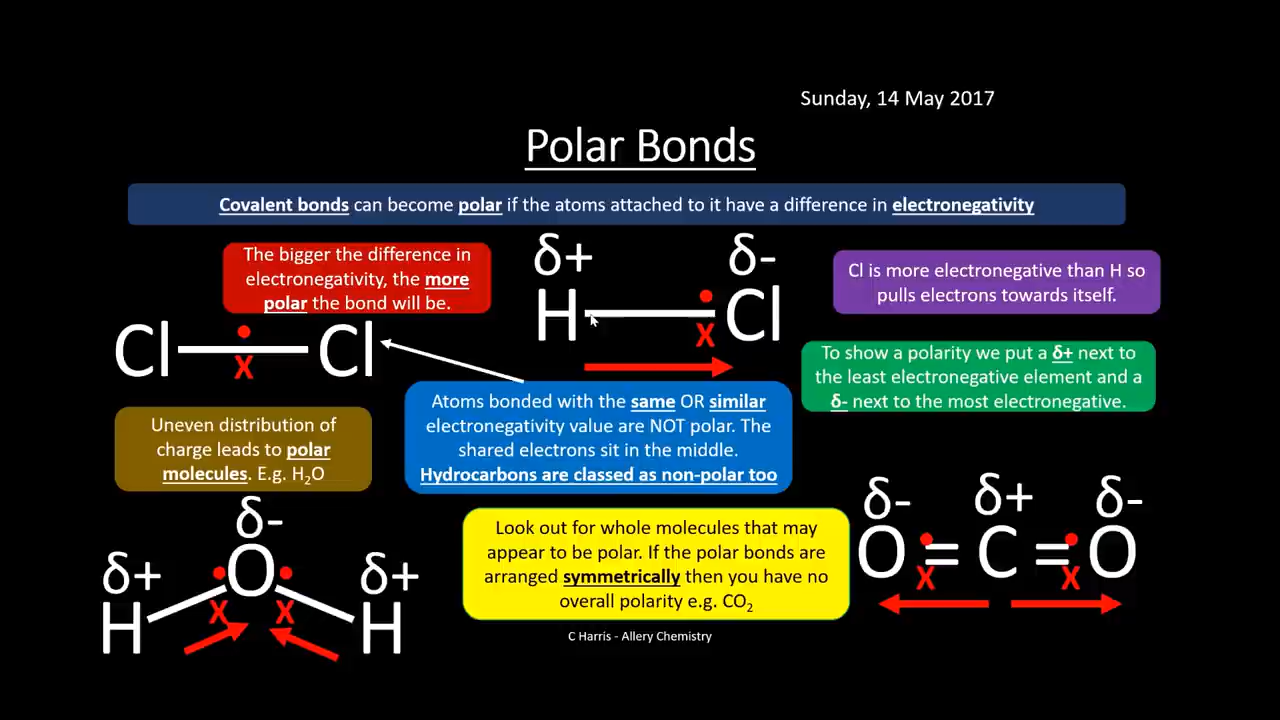 Sunday, 14 May 2017
Polar Bonds
Covalent bonds can become polar if the atoms attached to it have a difference in electronegativity
The bigger the difference in
electronegativity, the more
polar the bond will be.
δ+ δ-
H Cl
X
Cl is more electronegative than H so
pulls electrons towards itself.
Cl Cl
X
To show a polarity we put a δ+ next to
the least electronegative element and a
δ- next to the most electronegative.
Atoms bonded with the same OR similar
electronegativity value are NOT polar. The
shared electrons sit in the middle.
Hydrocarbons are classed as non-polar too
Uneven distribution of
charge leads to polar
molecules. E.g. H₂O
δ-
δ+ O δ+
X X
H H
Look out for whole molecules that may
appear to be polar. If the polar bonds are
arranged symmetrically then you have no
overall polarity e.g. CO₂
δ- δ+ δ-
O = C = O
X X
C Harris - Allery Chemistry